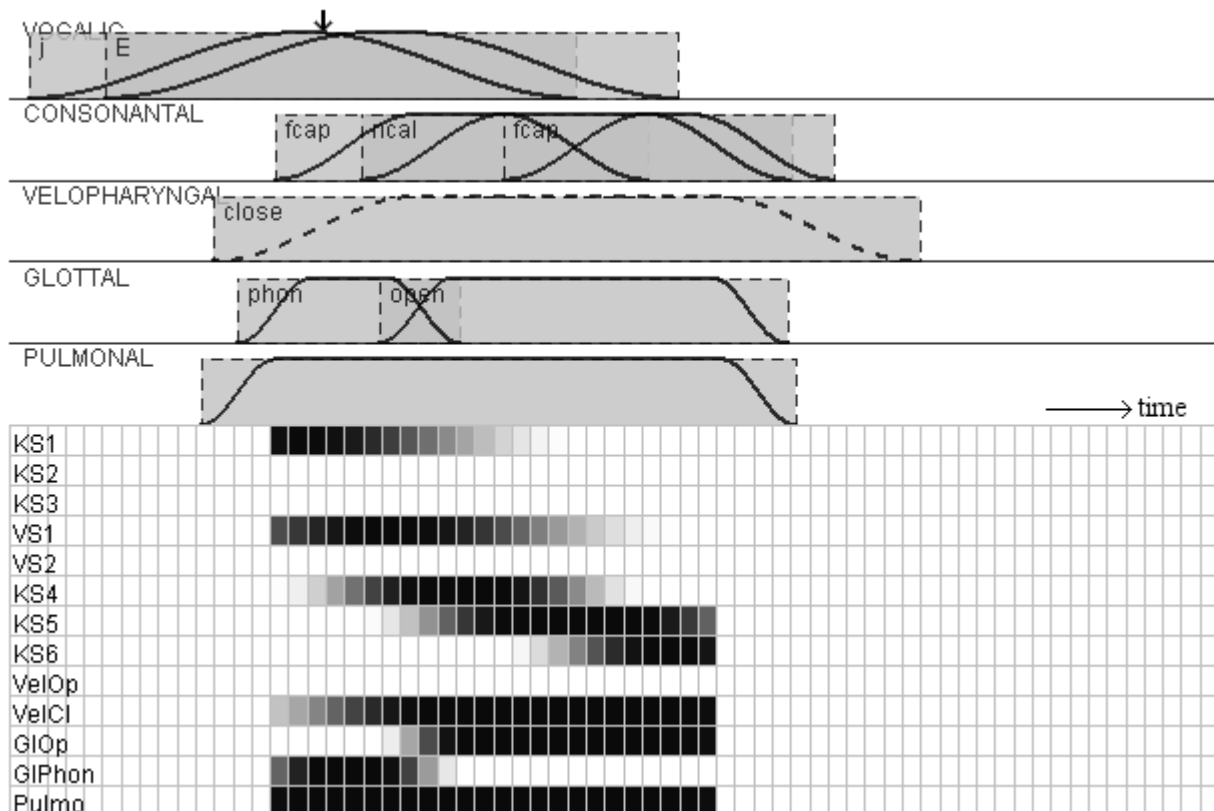 VOCALIC
j E
CONSONANTAL
fcap ncal fcap
VELOPHARYNGAL
close
GLOTTAL
phon open
PULMONAL
time
KS1
KS2
KS3
VS1
VS2
KS4
KS5
KS6
VelOp
VelCl
GlOp
GlPhon
Pulmo